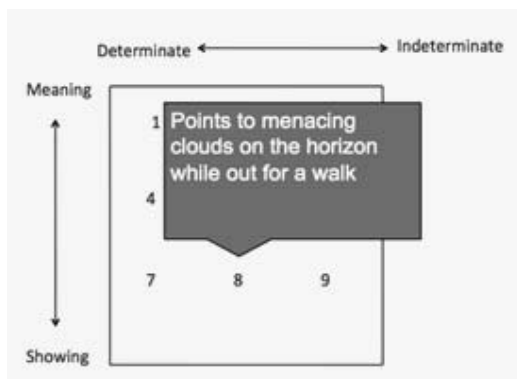 Determinate Indeterminate
Meaning
1 Points to menacing
clouds on the horizon
while out for a walk
4
7 8 9
Showing